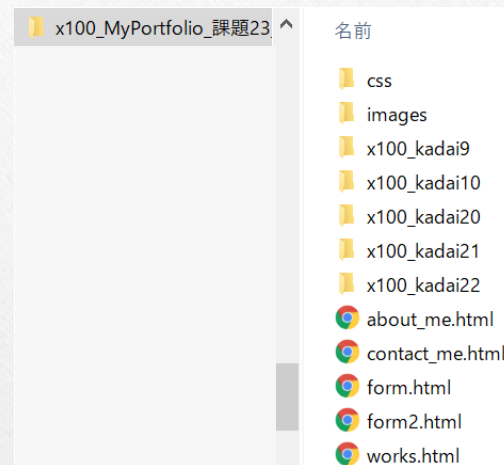 x100_MyPortfolio_課題23_
名前
css
images
x100_kadai9
x100_kadai10
x100_kadai20
x100_kadai21
x100_kadai22
about_me.html
contact_me.html
form.html
form2.html
works.html